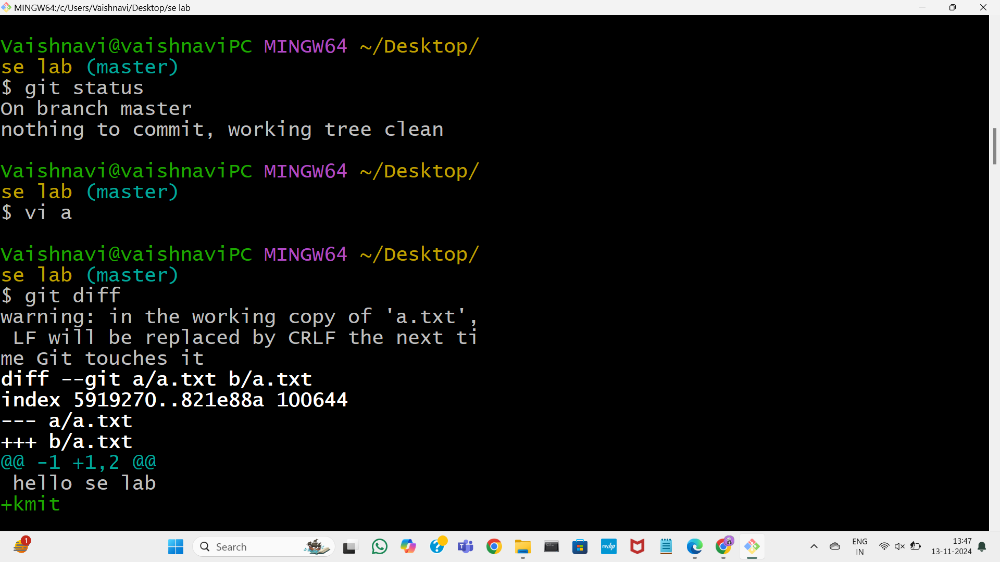 MINGW64:/c/Users/Vaishnavi/Desktop/se lab
Vaishnavi@vaishnaviPC MINGW64 ~/Desktop/
se lab (master)
$ git status
On branch master
nothing to commit, working tree clean
Vaishnavi@vaishnaviPC MINGW64 ~/Desktop/
se lab (master)
$ vi a
Vaishnavi@vaishnaviPC MINGW64 ~/Desktop/
se lab (master)
$ git diff
warning: in the working copy of 'a.txt',
 LF will be replaced by CRLF the next ti
me Git touches it
diff --git a/a.txt b/a.txt
index 5919270..821e88a 100644
--- a/a.txt
+++ b/a.txt
@@ -1 +1,2 @@
 hello se lab
+kmit
1
Search
myhp
ENG
IN
13:47
13-11-2024